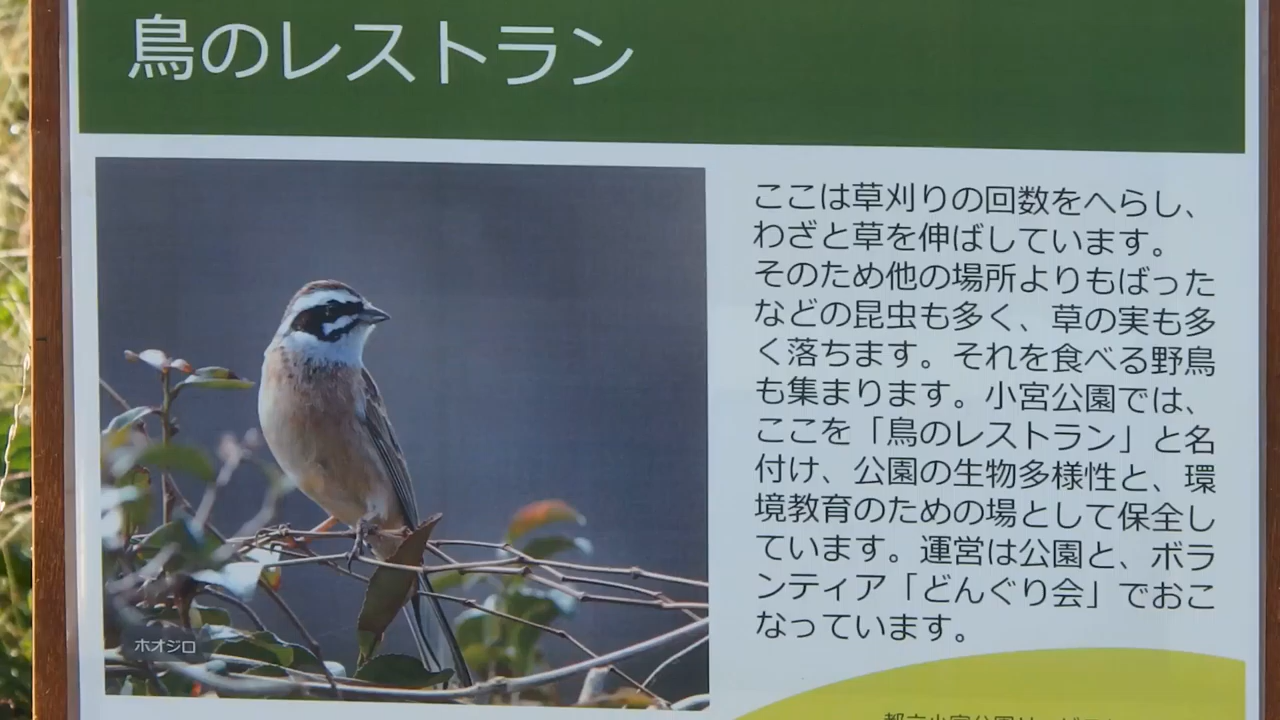 鳥のレストラン
ここは草刈りの回数をへらし、
わざと草を伸ばしています。
そのため他の場所よりもばった
などの昆虫も多く、草の実も多
く落ちます。それを食べる野鳥
も集まります。小宮公園では、
ここを「鳥のレストラン」と名
付け、公園の生物多様性と、環
境教育のための場として保全し
ています。運営は公園と、ボラ
ンティア「どんぐり会」でおこ
なっています。
ホオジロ